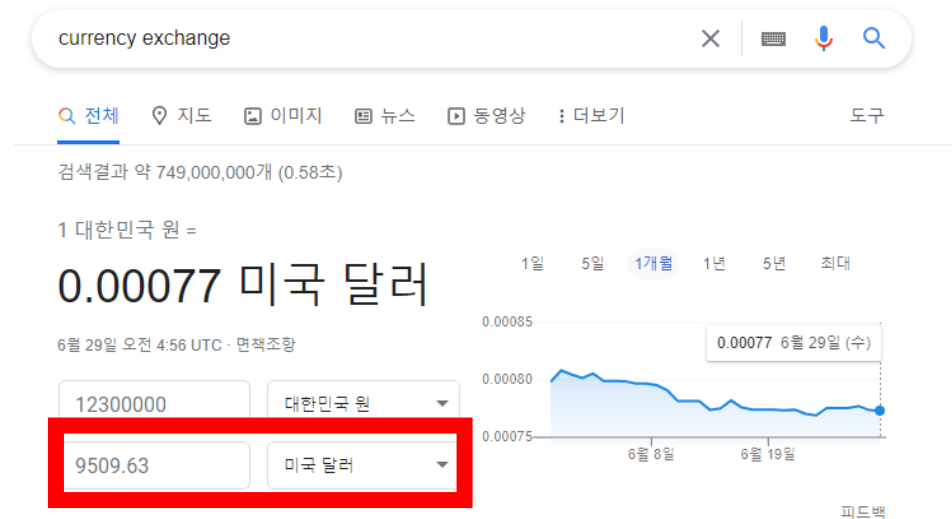 currency exchange
전체 지도 이미지 뉴스 동영상 더보기 도구
검색결과 약 749,000,000개 (0.58초)
1 대한민국 원 =
0.00077 미국 달러
6월 29일 오전 4:56 UTC · 면책조항
12300000 대한민국 원
9509.63 미국 달러
1일 5일 1개월 1년 5년 최대
0.00085
0.00077 6월 29일 (수)
0.00080
0.00075
6월 8일 6월 19일
피드백